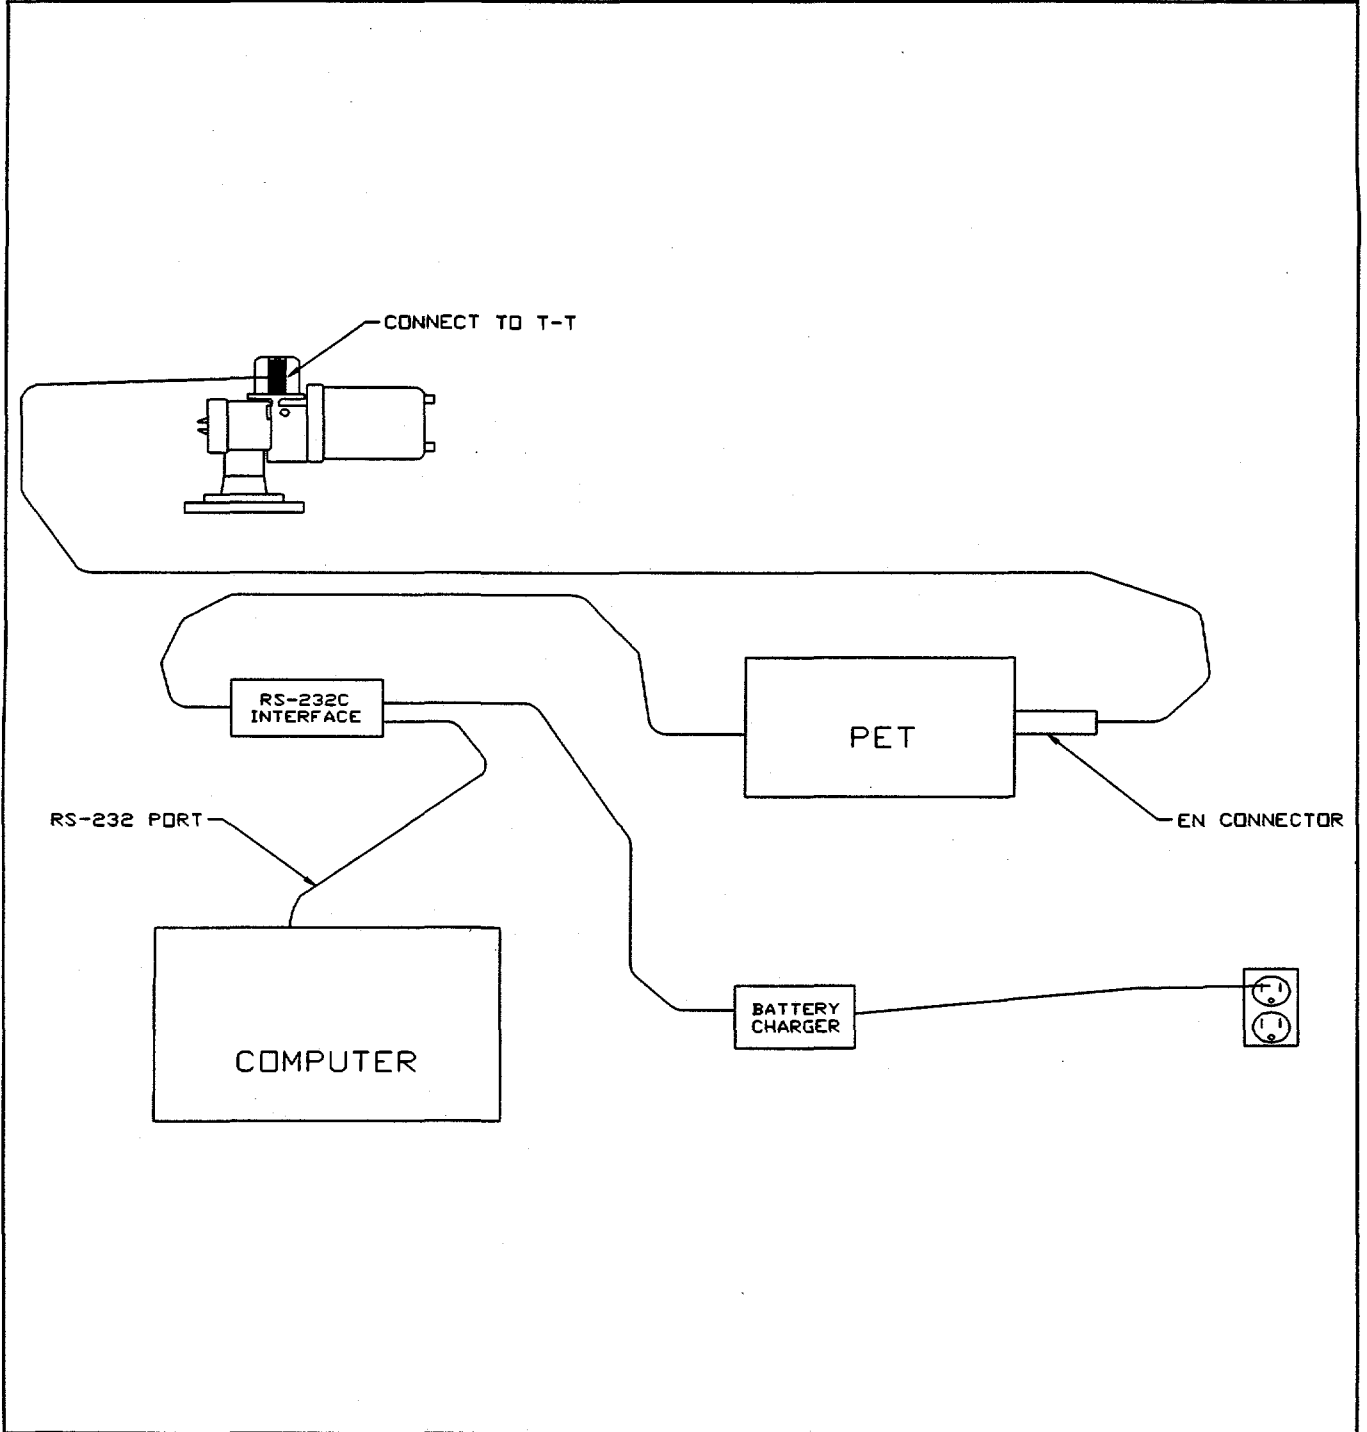 CONNECT TO T-T
RS-232C
INTERFACE
PET
RS-232 PORT
EN CONNECTOR
BATTERY
CHARGER
COMPUTER